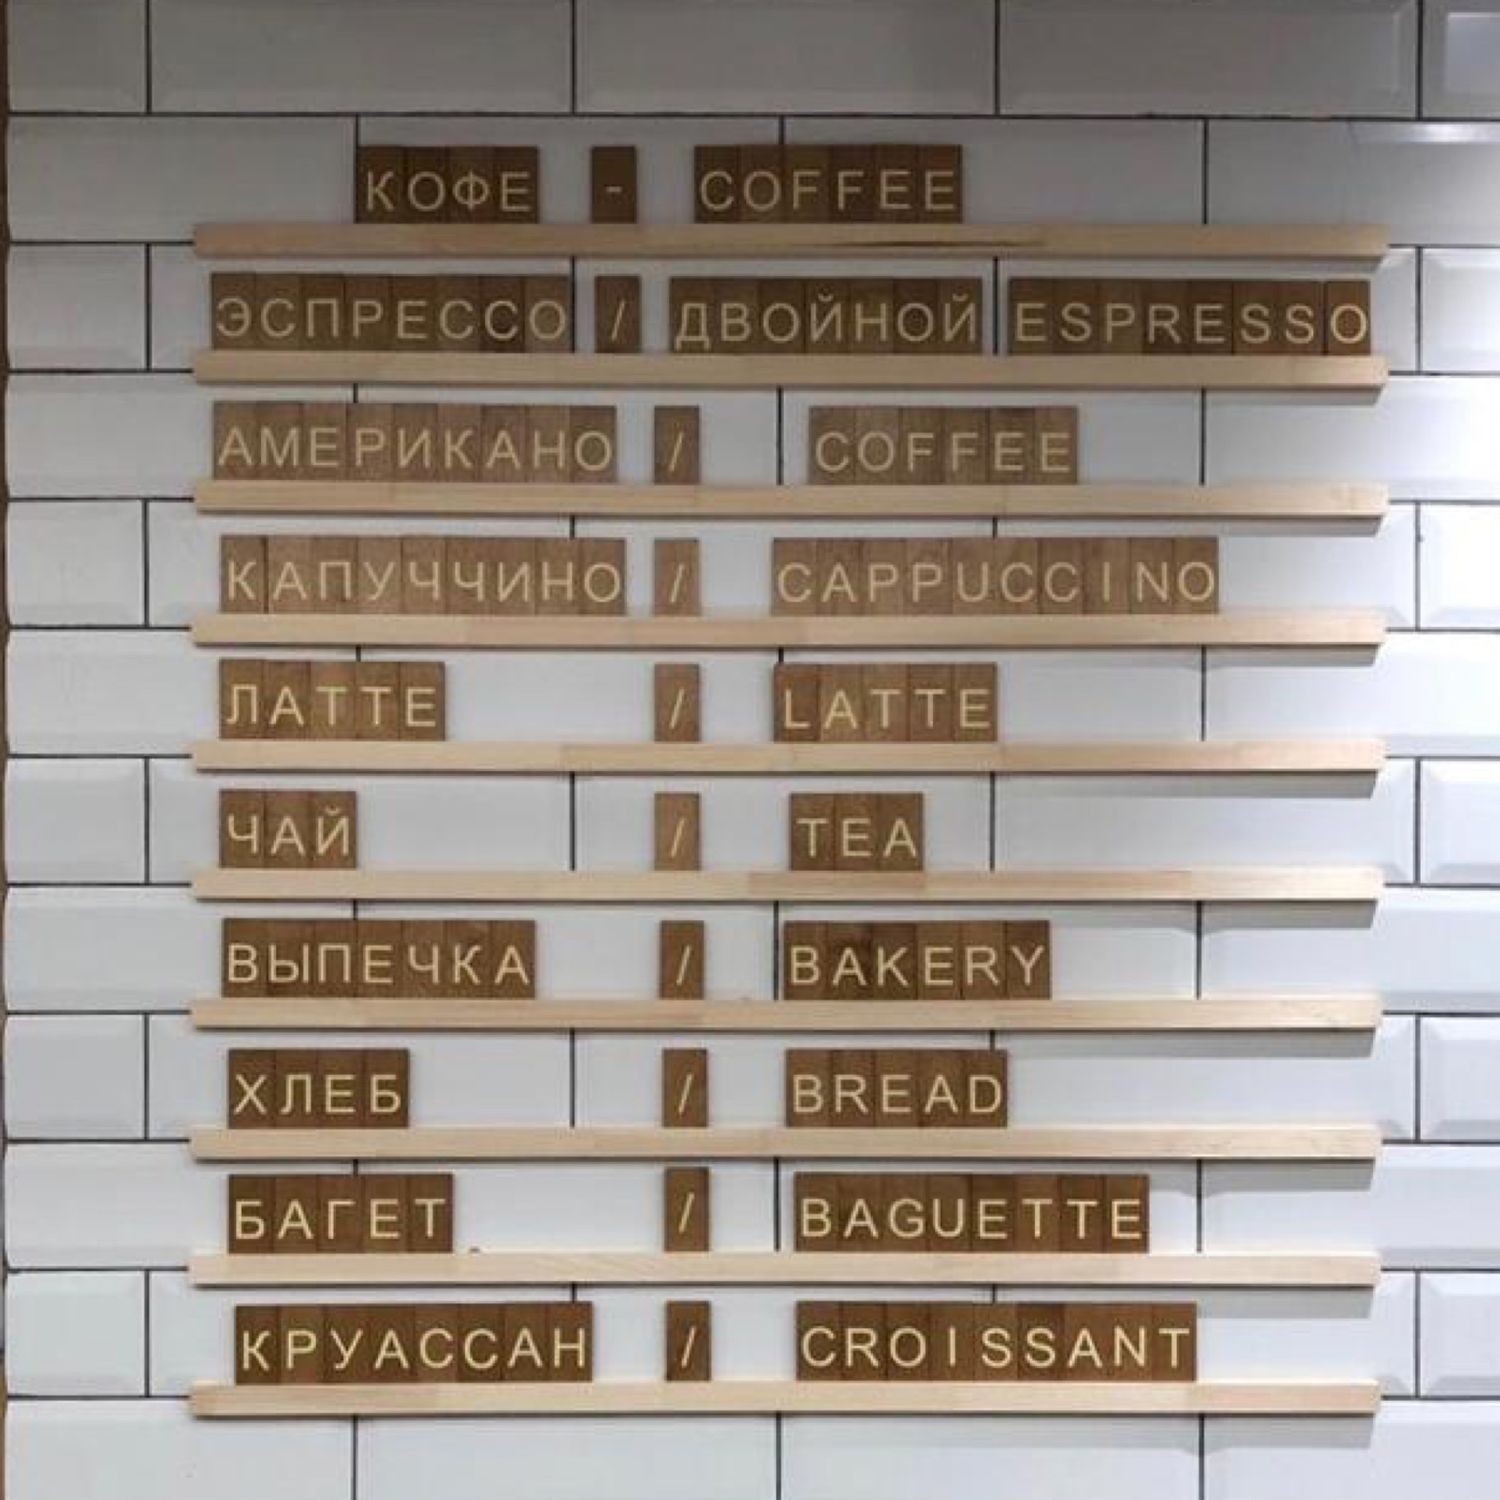 КОФЕ - COFFEE
ЭСПРЕССО / ДВОЙНОЙ ESPRESSO
АМЕРИКАНО / COFFEE
КАПУЧЧИНО / CAPPUCCINO
ЛАТТЕ / LATTE
ЧАЙ / TEA
ВЫПЕЧКА / BAKERY
ХЛЕБ / BREAD
БАГЕТ / BAGUETTE
КРУАССАН / CROISSANT